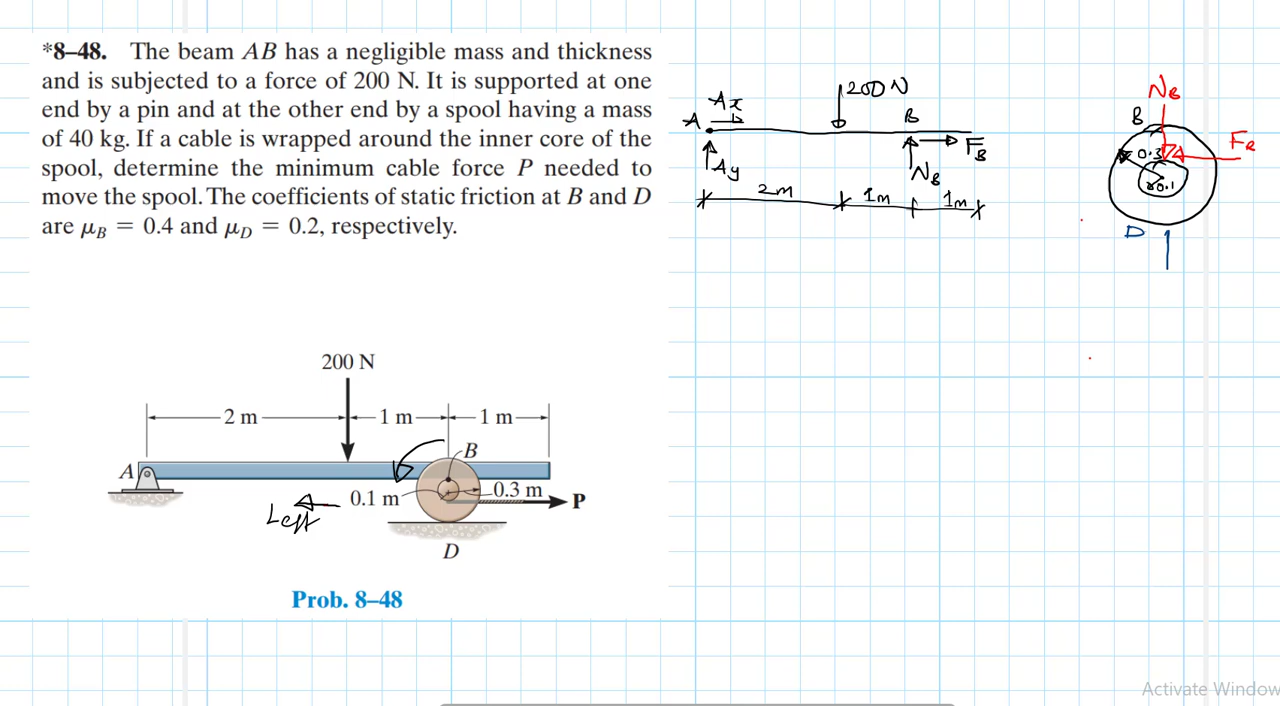 *8–48. The beam AB has a negligible mass and thickness
and is subjected to a force of 200 N. It is supported at one
end by a pin and at the other end by a spool having a mass
of 40 kg. If a cable is wrapped around the inner core of the
spool, determine the minimum cable force P needed to
move the spool. The coefficients of static friction at B and D
are μB = 0.4 and μD = 0.2, respectively.
200 N
2 m
1 m
1 m
A
B
0.1 m
0.3 m
P
Left
D
Prob. 8–48
Ax
200 N
A
B
FB
Ay
NB
2m
1m
1m
NB
B
0.3
0.1
D
Activate Window